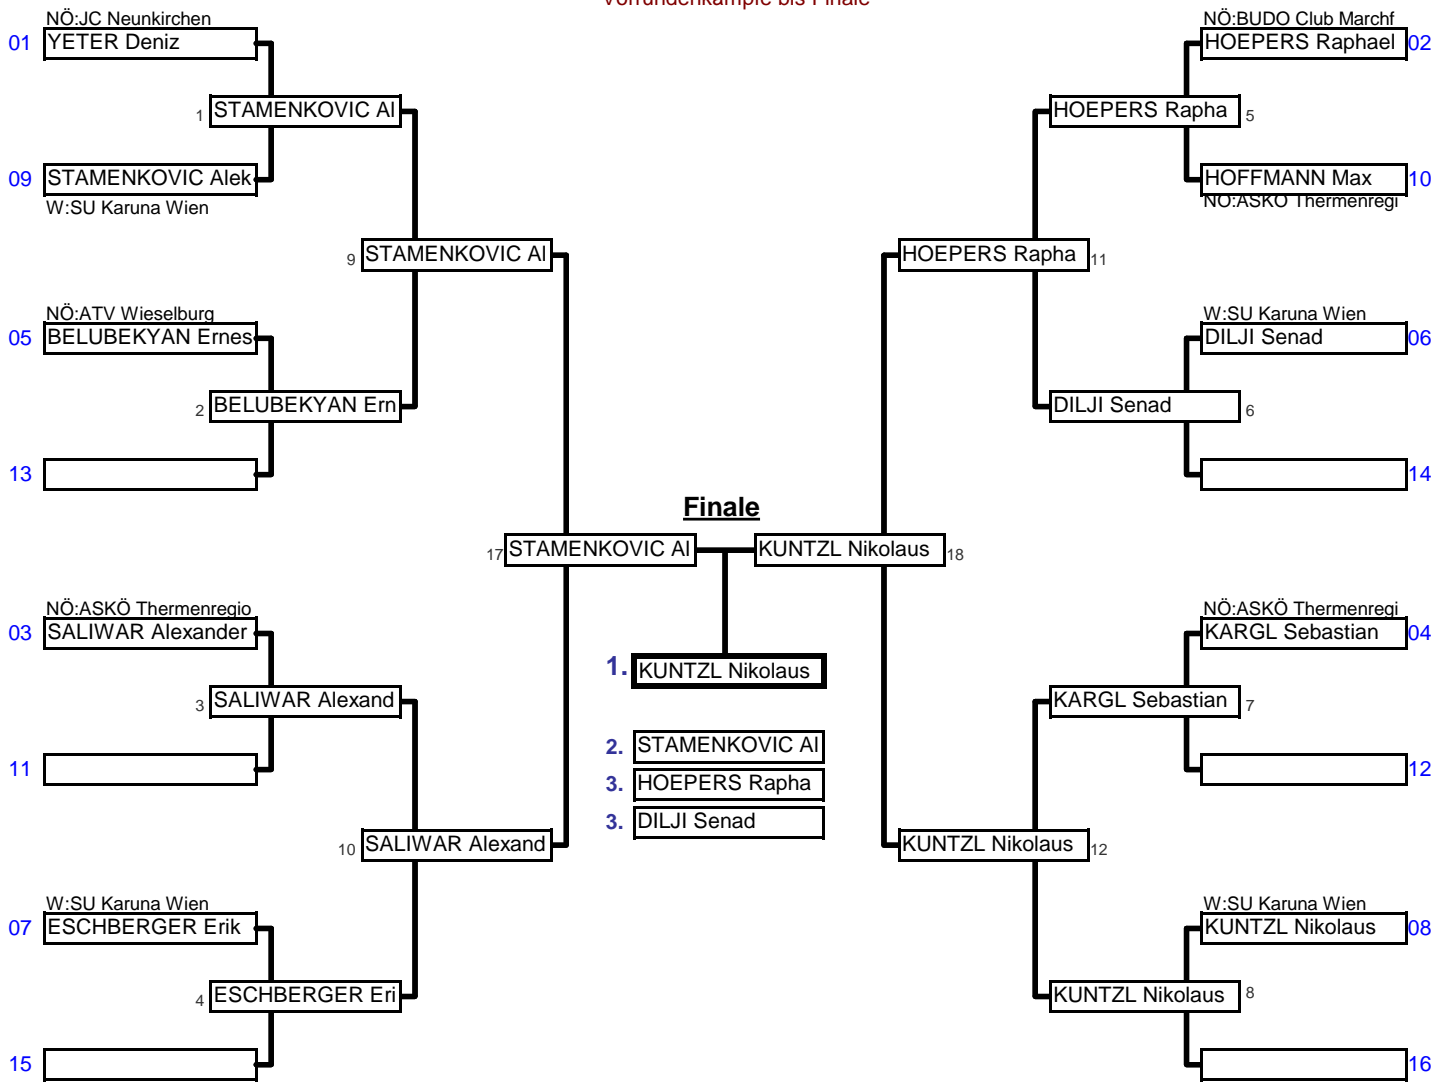 Vorrundenkämpfe bis Finale
NÖ:JC Neunkirchen
01 YETER Deniz
1 STAMENKOVIC Al
09 STAMENKOVIC Alek
W:SU Karuna Wien
9 STAMENKOVIC Al
NÖ:ATV Wieselburg
05 BELUBEKYAN Ernes
2 BELUBEKYAN Ern
13
17 STAMENKOVIC Al
NÖ:ASKÖ Thermenregio
03 SALIWAR Alexander
3 SALIWAR Alexand
11
10 SALIWAR Alexand
W:SU Karuna Wien
07 ESCHBERGER Erik
4 ESCHBERGER Eri
15
Finale
1. KUNTZL Nikolaus
2. STAMENKOVIC Al
3. HOEPERS Rapha
3. DILJI Senad
NÖ:BUDO Club Marchf
HOEPERS Raphael 02
HOEPERS Rapha 5
HOFFMANN Max 10
NÖ:ASKÖ Thermenregi
HOEPERS Rapha 11
W:SU Karuna Wien
DILJI Senad 06
DILJI Senad 6
14
KUNTZL Nikolaus 18
NÖ:ASKÖ Thermenregi
KARGL Sebastian 04
KARGL Sebastian 7
12
KUNTZL Nikolaus 12
W:SU Karuna Wien
KUNTZL Nikolaus 08
KUNTZL Nikolaus 8
16